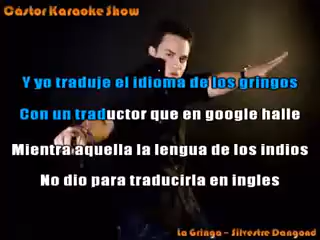 Cástor Karaoke Show
Y yo traduje el idioma de los gringos
Con un traductor que en google halle
Mientra aquella la lengua de los indios
No dio para traducirla en ingles
La Gringa - Silvestre Dangond